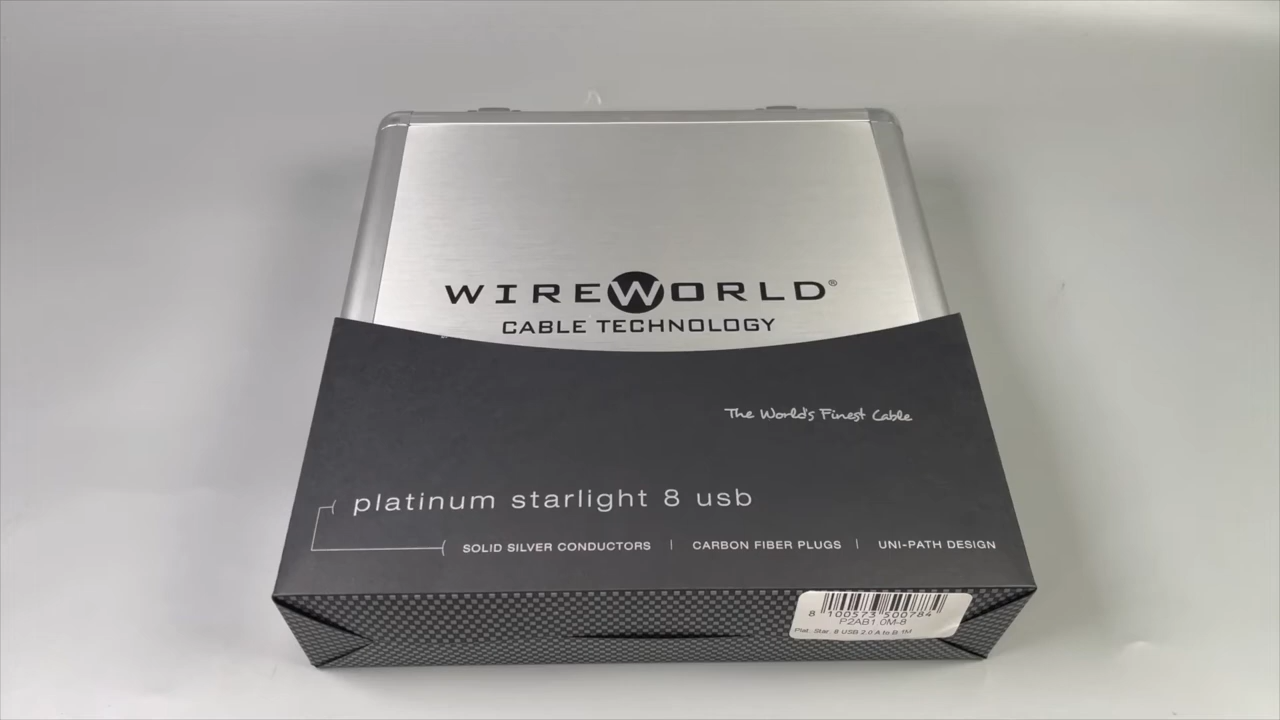 WIREWORLD®
CABLE TECHNOLOGY
The World's Finest Cable
platinum starlight 8 usb
SOLID SILVER CONDUCTORS | CARBON FIBER PLUGS | UNI-PATH DESIGN
8 100573 500784
P2AB1.0M-8
Plat. Star. 8 USB 2.0 A to B 1M